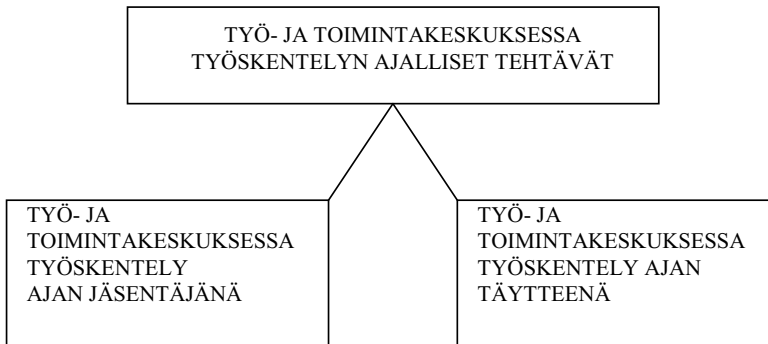 TYÖ- JA TOIMINTAKESKUKSESSA
TYÖSKENTELYN AJALLISET TEHTÄVÄT
TYÖ- JA
TOIMINTAKESKUKSESSA
TYÖSKENTELY
AJAN JÄSENTÄJÄNÄ
TYÖ- JA
TOIMINTAKESKUKSESSA
TYÖSKENTELY AJAN
TÄYTTEENÄ